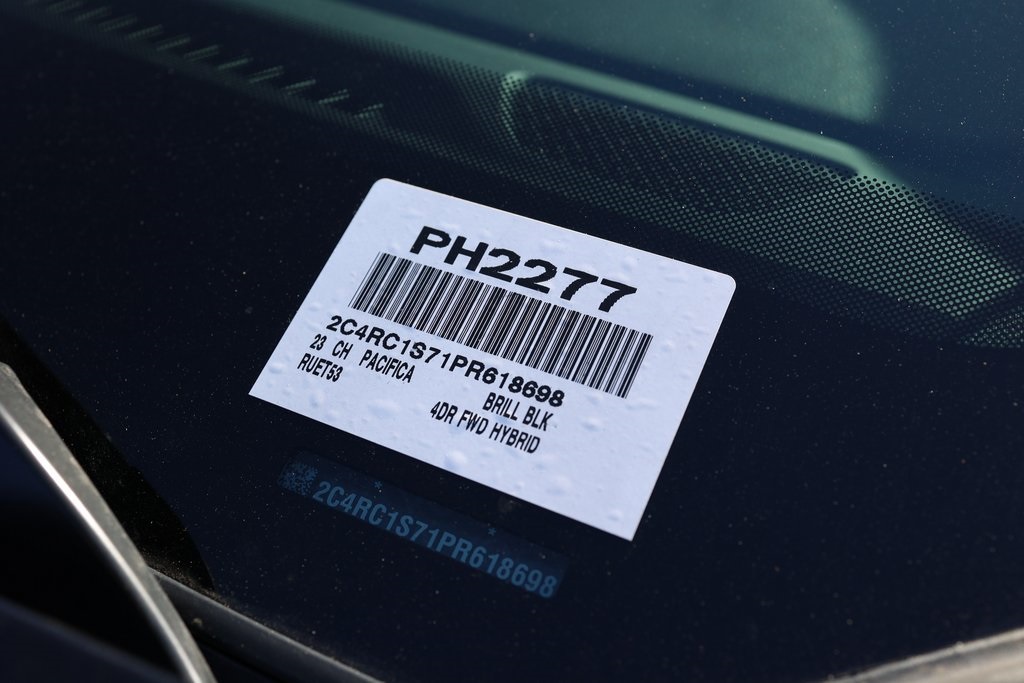 PH2277
2C4RC1S71PR618698
23 CH PACIFICA BRILL BLK
RUET53 4DR FWD HYBRID
* 2C4RC1S71PR618698 *